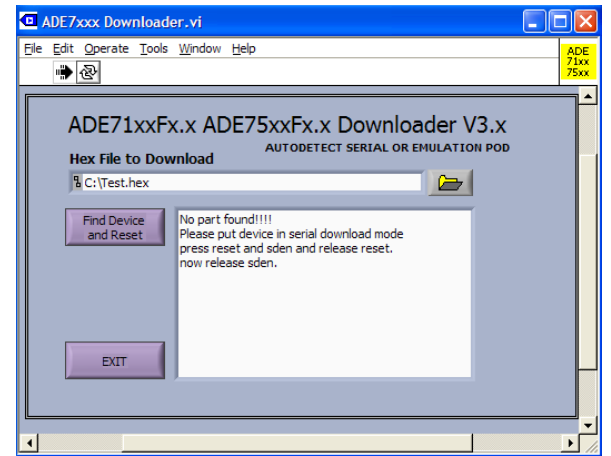 ADE7xxx Downloader.vi
File Edit Operate Tools Window Help
ADE
71xx
75xx
ADE71xxFx.x ADE75xxFx.x Downloader V3.x
AUTODETECT SERIAL OR EMULATION POD
Hex File to Download
C:\Test.hex
Find Device
and Reset
No part found!!!!
Please put device in serial download mode
press reset and sden and release reset.
now release sden.
EXIT